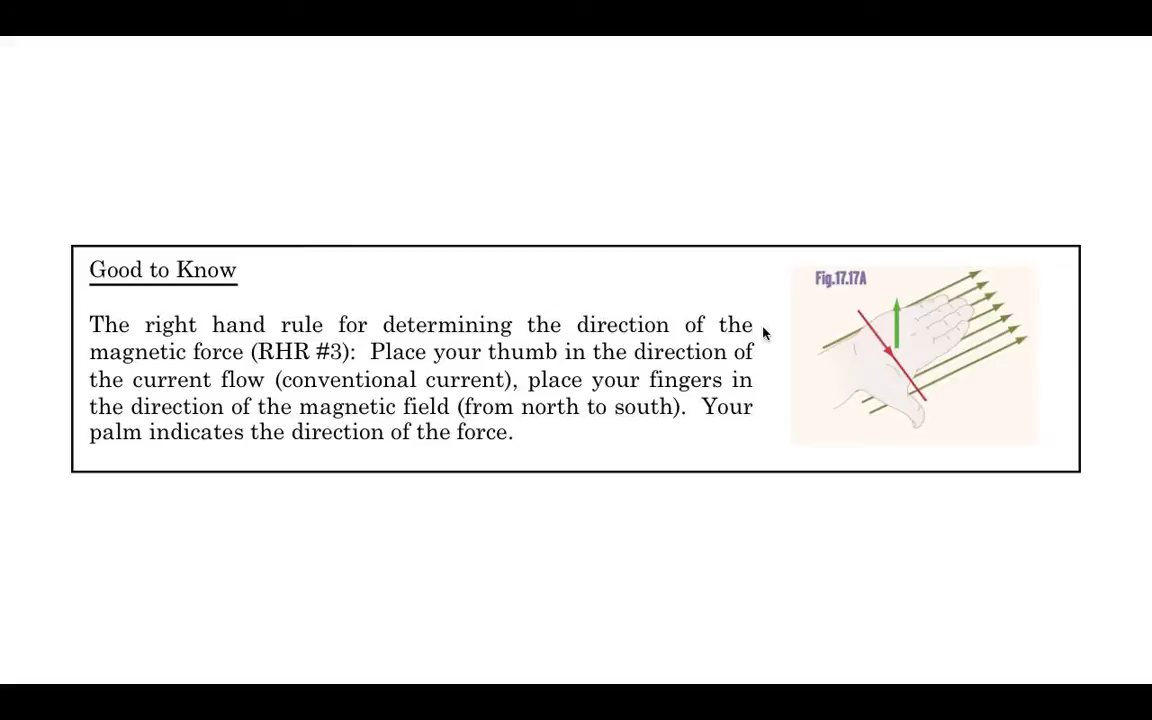 Good to Know
The right hand rule for determining the direction of the
magnetic force (RHR #3): Place your thumb in the direction of
the current flow (conventional current), place your fingers in
the direction of the magnetic field (from north to south). Your
palm indicates the direction of the force.
Fig.17.17A